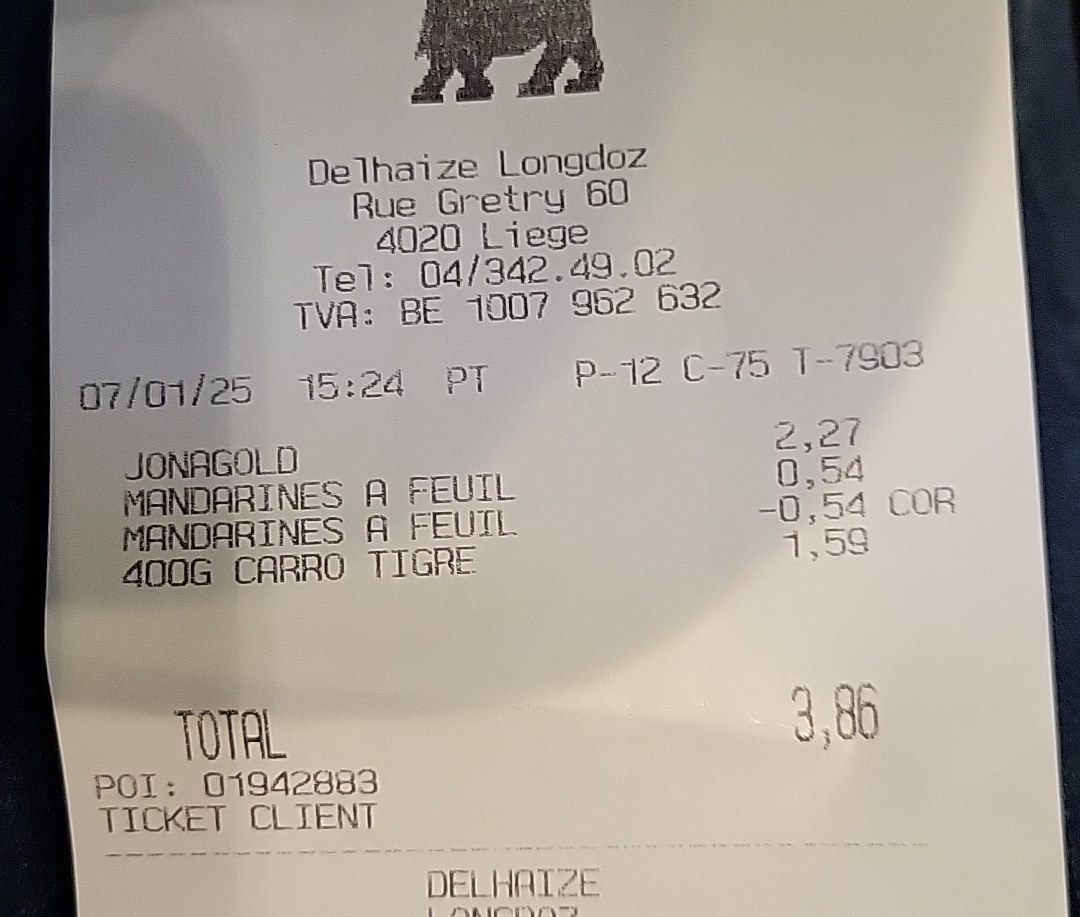 Delhaize Longdoz
Rue Gretry 60
4020 Liege
Tel: 04/342.49.02
TVA: BE 1007 962 632
07/01/25 15:24 PT P-12 C-75 T-7903
JONAGOLD 2,27
MANDARINES A FEUIL 0,54
MANDARINES A FEUIL -0,54 COR
400G CARRO TIGRE 1,59
TOTAL 3,86
POI: 01942883
TICKET CLIENT
DELHAIZE
LONGDOZ